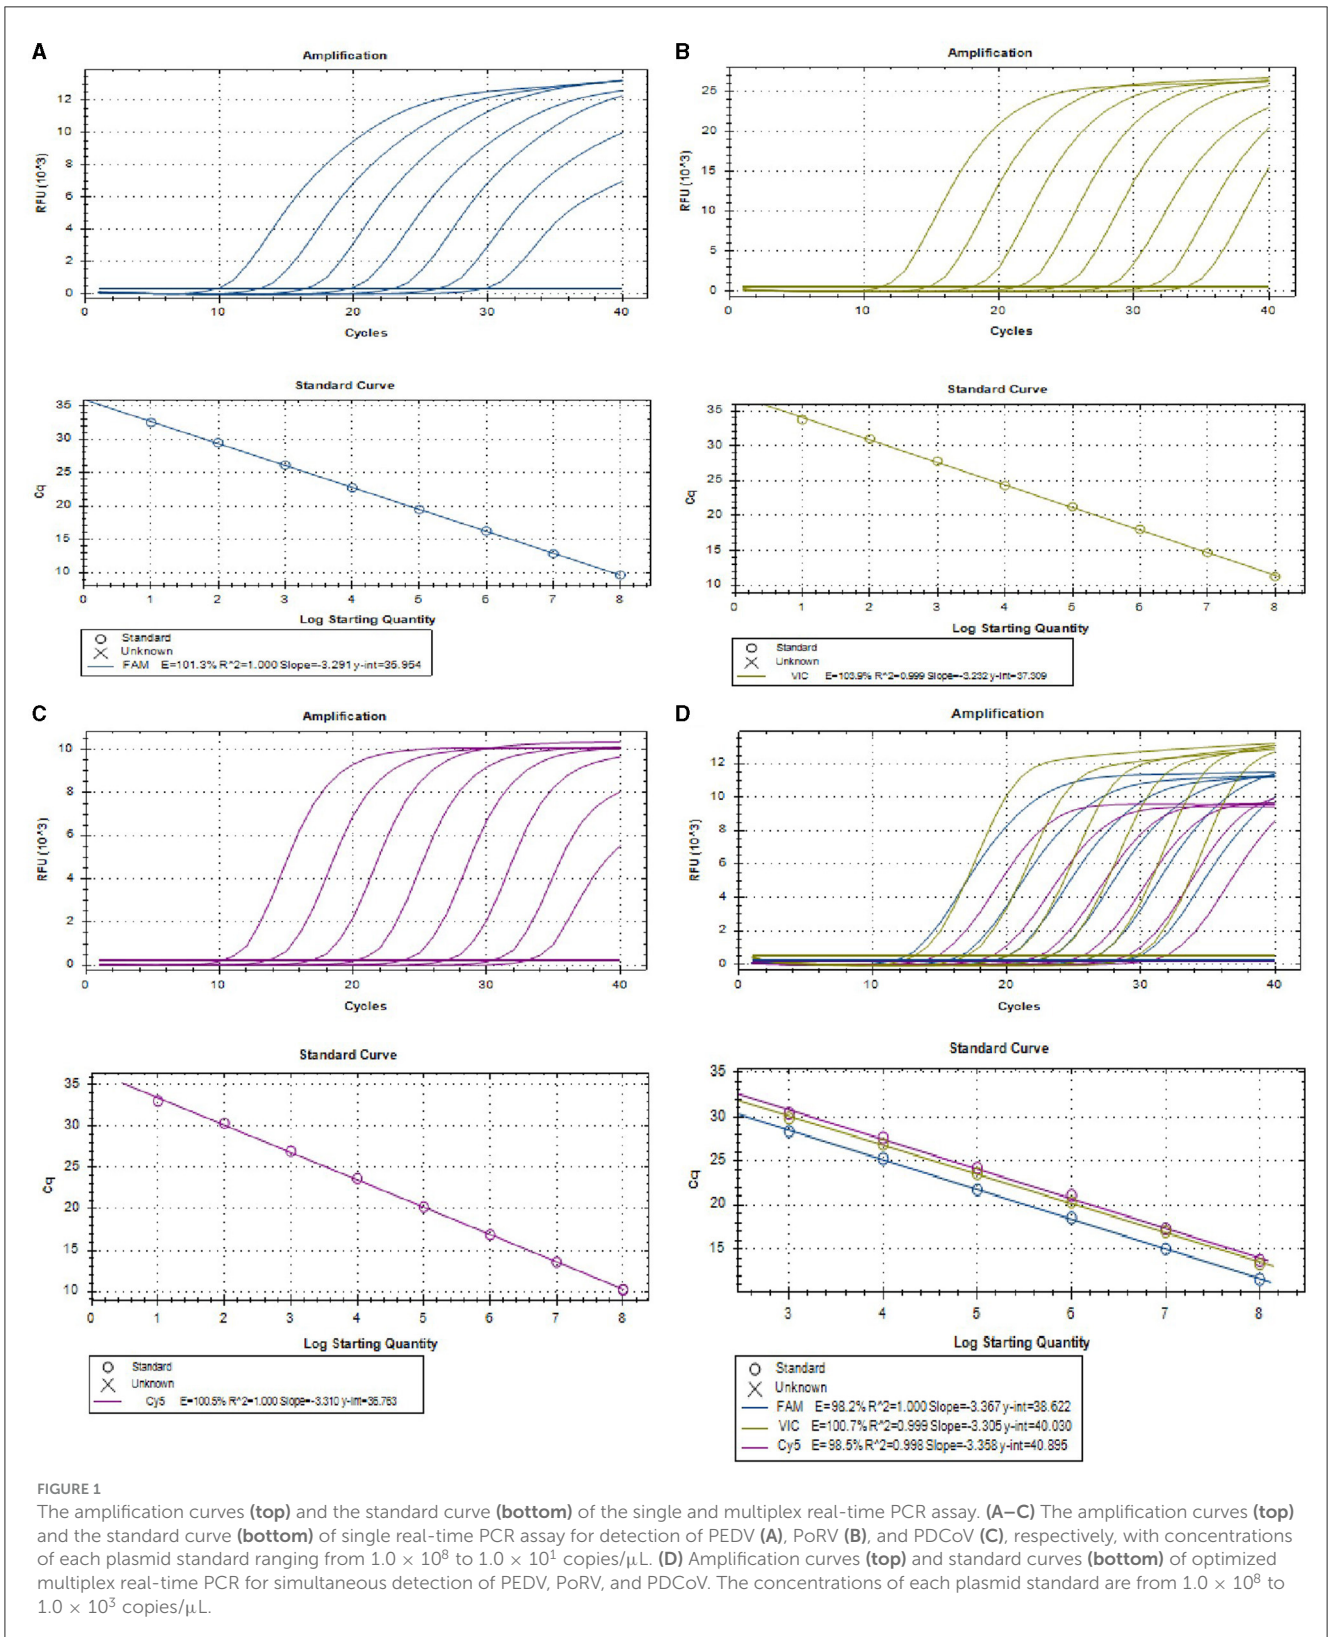 A
Amplification
12
10
8
6
4
2
0
RFU (10^3)
0 10 20 30 40
Cycles
Standard Curve
35
30
25
20
15
10
Cq
0 1 2 3 4 5 6 7 8
Log Starting Quantity
Standard
Unknown
FAM E=101.3% R^2=1.000 Slope=-3.291 y-int=35.954
B
Amplification
25
20
15
10
5
0
RFU (10^3)
0 10 20 30 40
Cycles
Standard Curve
35
30
25
20
15
10
Cq
0 1 2 3 4 5 6 7 8
Log Starting Quantity
Standard
Unknown
VIC E=103.9% R^2=0.999 Slope=-3.232 y-int=37.309
C
Amplification
10
8
6
4
2
0
RFU (10^3)
0 10 20 30 40
Cycles
Standard Curve
35
30
25
20
15
10
Cq
0 1 2 3 4 5 6 7 8
Log Starting Quantity
Standard
Unknown
Cy5 E=100.5% R^2=1.000 Slope=-3.310 y-int=36.763
D
Amplification
12
10
8
6
4
2
0
RFU (10^3)
0 10 20 30 40
Cycles
Standard Curve
35
30
25
20
15
Cq
3 4 5 6 7 8
Log Starting Quantity
Standard
Unknown
FAM E=98.2% R^2=1.000 Slope=-3.367 y-int=38.622
VIC E=100.7% R^2=0.999 Slope=-3.305 y-int=40.030
Cy5 E=98.5% R^2=0.998 Slope=-3.358 y-int=40.895
FIGURE 1
The amplification curves (top) and the standard curve (bottom) of the single and multiplex real-time PCR assay. (A–C) The amplification curves (top)
and the standard curve (bottom) of single real-time PCR assay for detection of PEDV (A), PoRV (B), and PDCoV (C), respectively, with concentrations
of each plasmid standard ranging from 1.0 × 10⁸ to 1.0 × 10¹ copies/μL. (D) Amplification curves (top) and standard curves (bottom) of optimized
multiplex real-time PCR for simultaneous detection of PEDV, PoRV, and PDCoV. The concentrations of each plasmid standard are from 1.0 × 10⁸ to
1.0 × 10³ copies/μL.